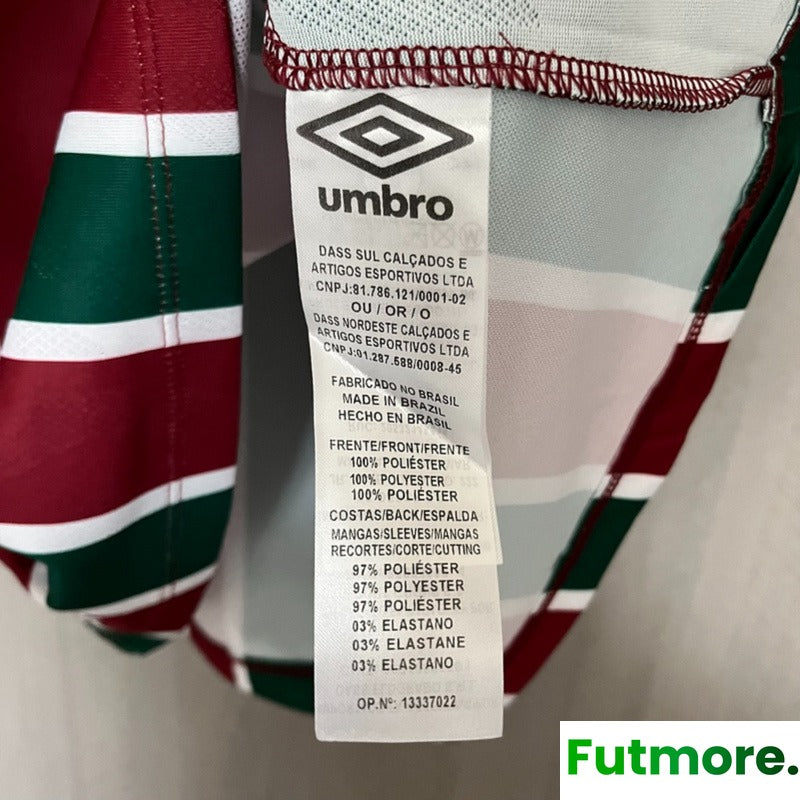 umbro
DASS SUL CALÇADOS E
ARTIGOS ESPORTIVOS LTDA
CNPJ:81.786.121/0001-02
OU / OR / O
DASS NORDESTE CALÇADOS E
ARTIGOS ESPORTIVOS LTDA
CNPJ:01.287.588/0008-45
FABRICADO NO BRASIL
MADE IN BRAZIL
HECHO EN BRASIL
FRENTE/FRONT/FRENTE
100% POLIÉSTER
100% POLYESTER
100% POLIÉSTER
COSTAS/BACK/ESPALDA
MANGAS/SLEEVES/MANGAS
RECORTES/CORTE/CUTTING
97% POLIÉSTER
97% POLYESTER
97% POLIÉSTER
03% ELASTANO
03% ELASTANE
03% ELASTANO
OP.Nº: 13337022
Futmore.